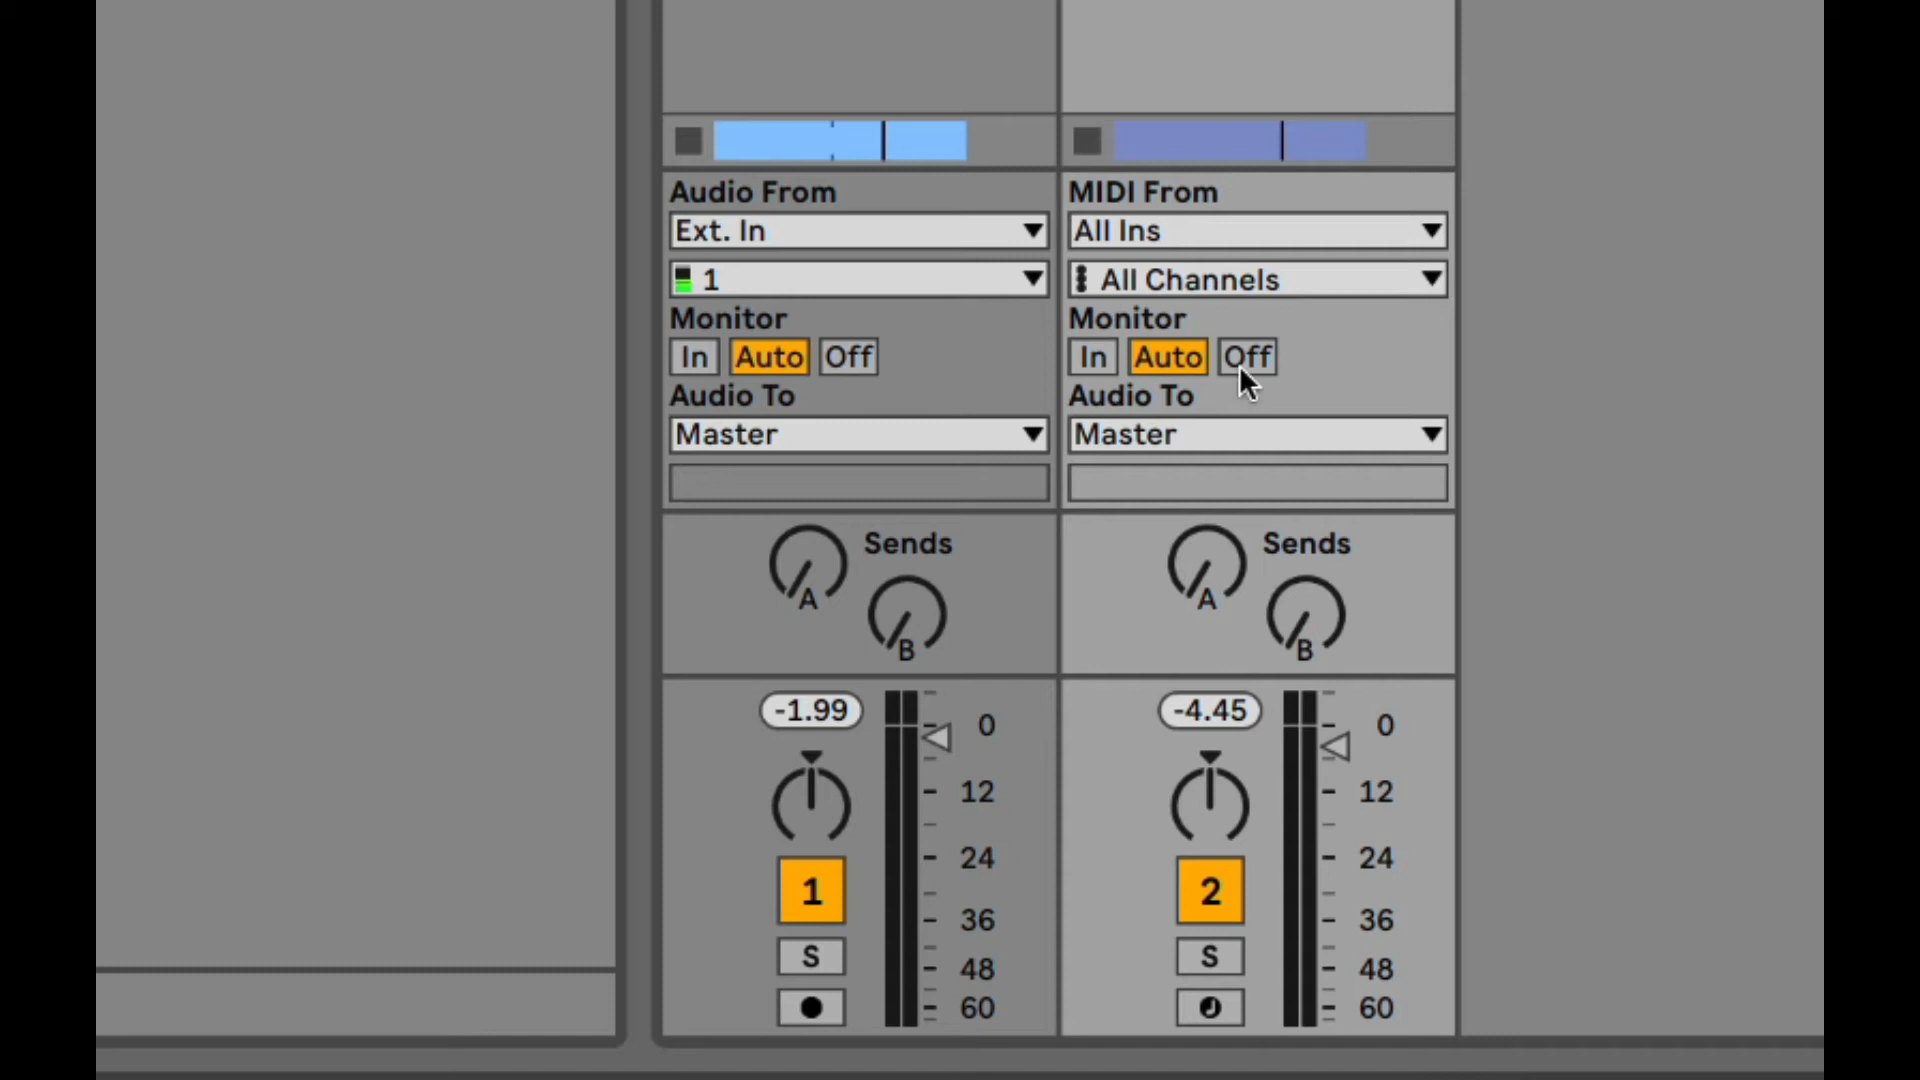 Audio From
Ext. In
1
Monitor
In Auto Off
Audio To
Master
Sends
A
B
-1.99
0
12
24
36
48
60
1
S
MIDI From
All Ins
All Channels
Monitor
In Auto Off
Audio To
Master
Sends
A
B
-4.45
0
12
24
36
48
60
2
S